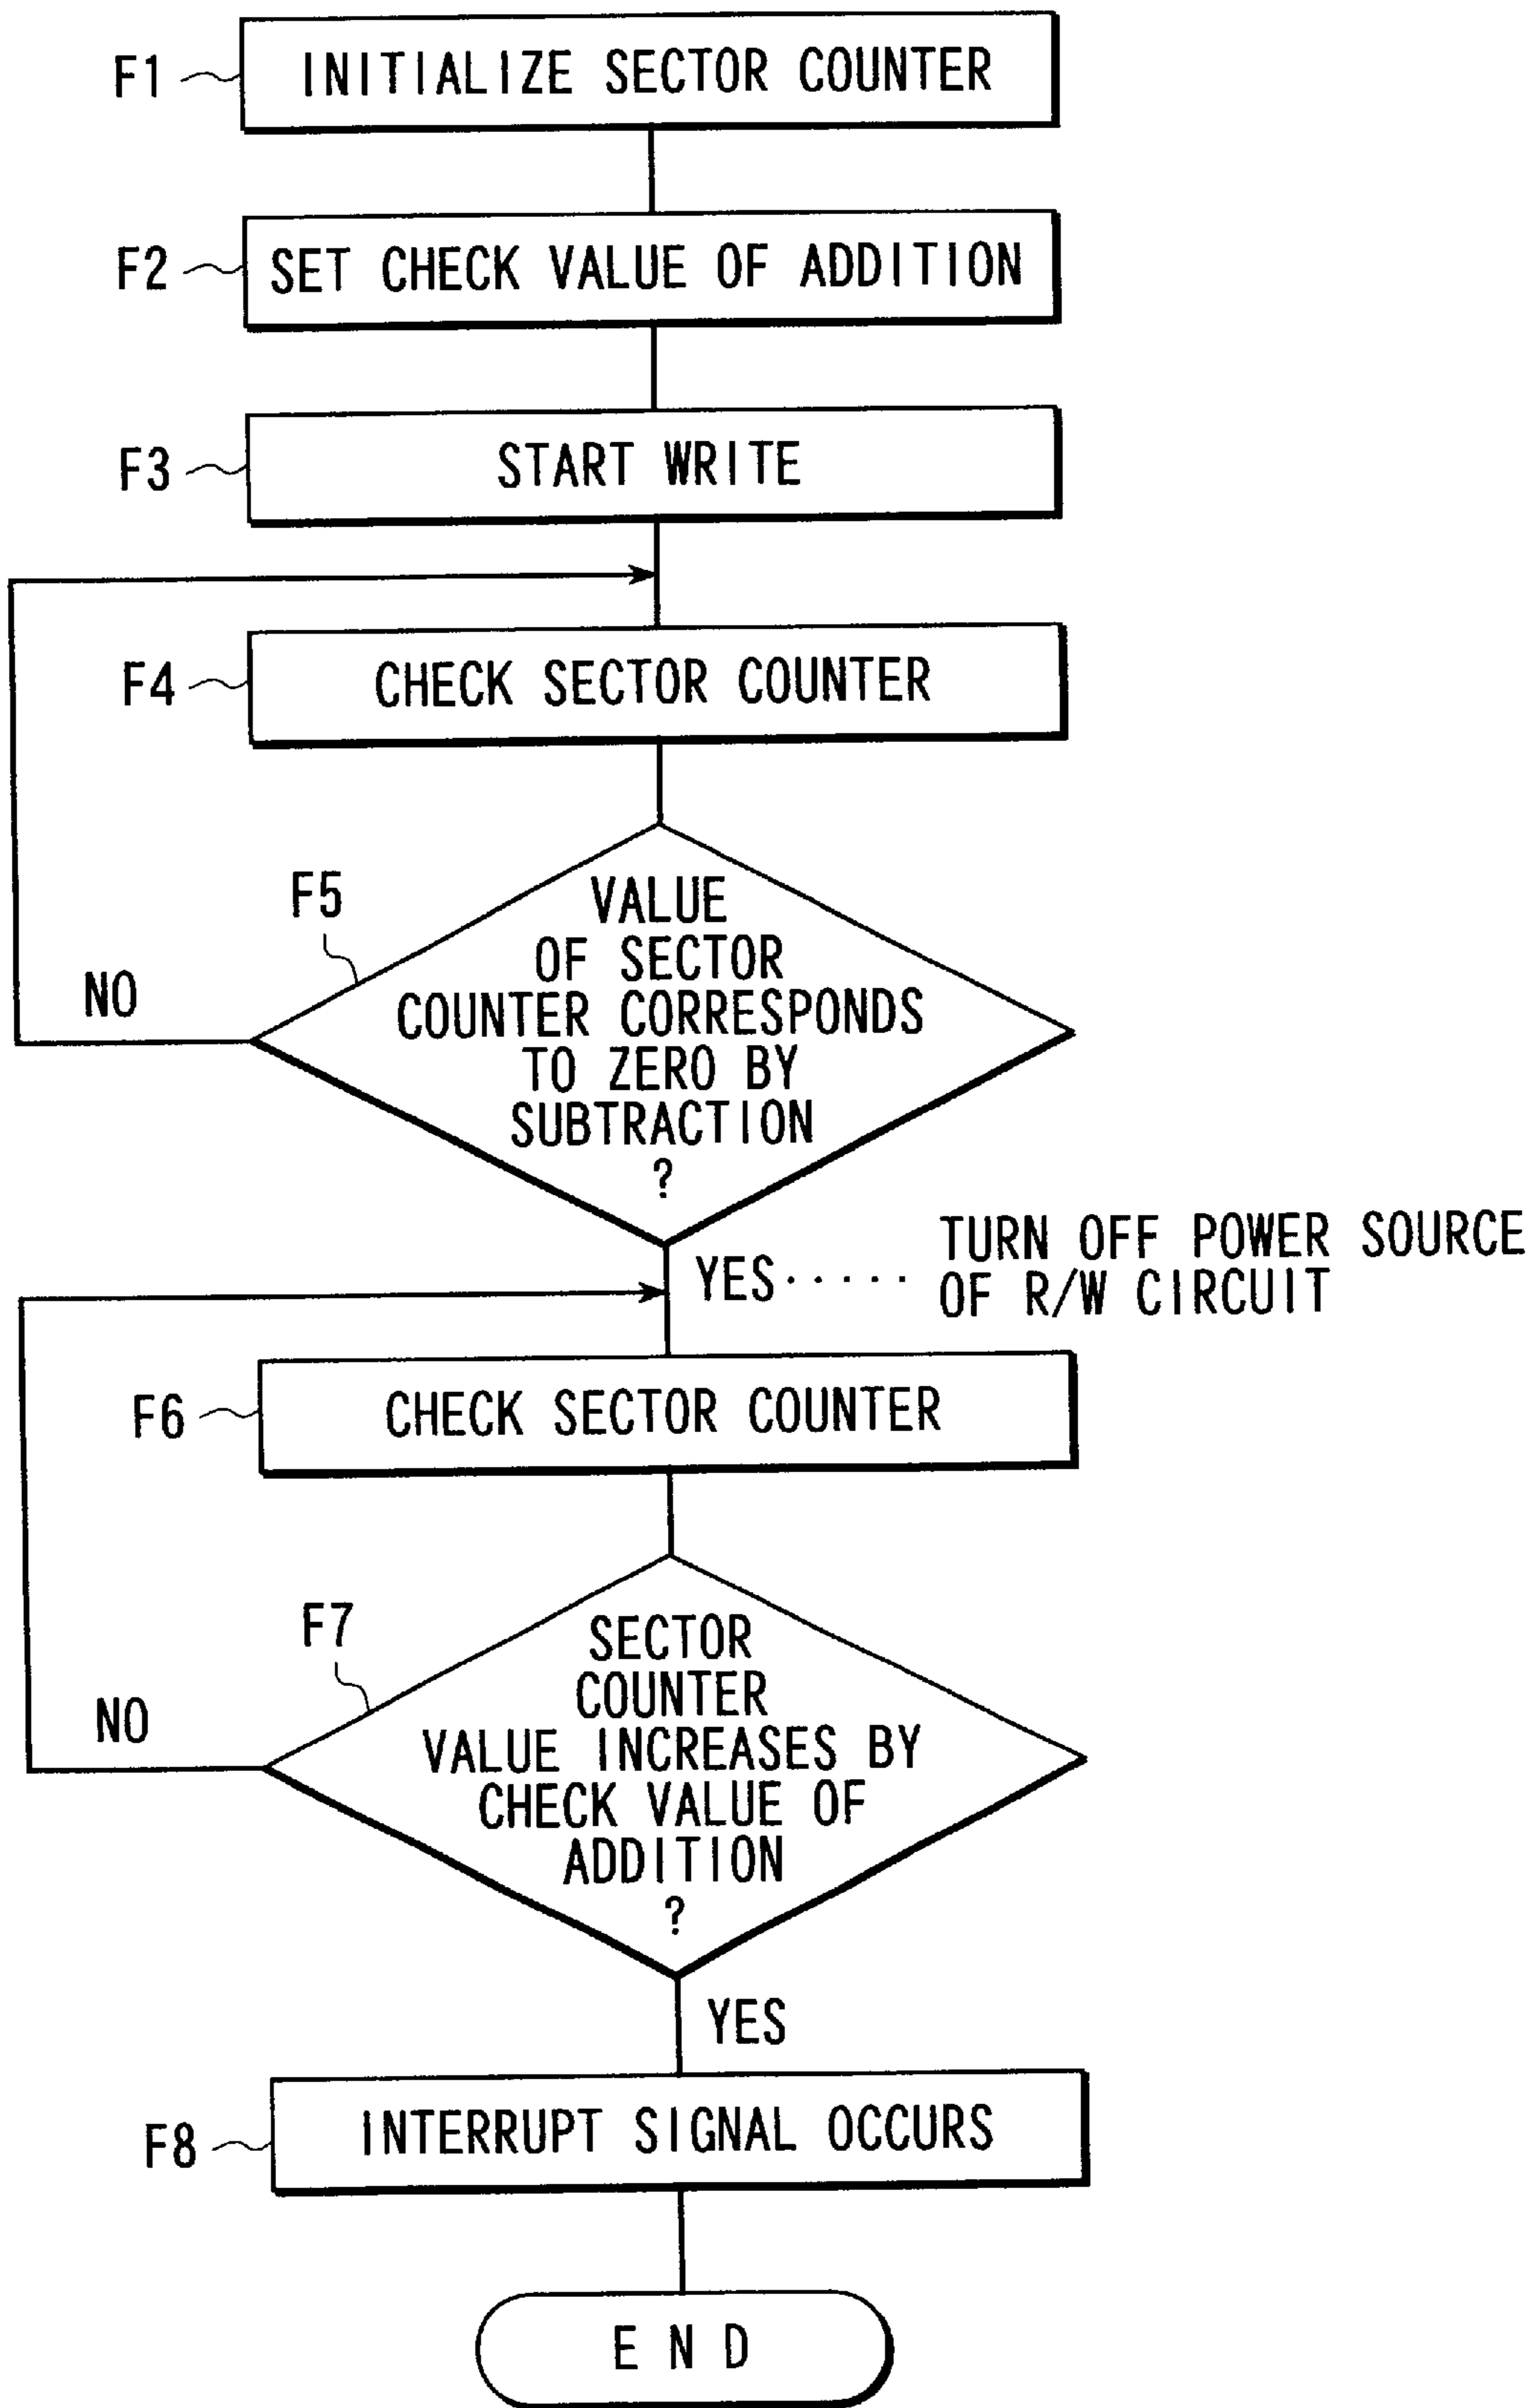 F1
INITIALIZE SECTOR COUNTER
F2
SET CHECK VALUE OF ADDITION
F3
START WRITE
F4
CHECK SECTOR COUNTER
F5
VALUE
OF SECTOR
COUNTER CORRESPONDS
TO ZERO BY
SUBTRACTION
?
NO
YES ·····
TURN OFF POWER SOURCE
OF R/W CIRCUIT
F6
CHECK SECTOR COUNTER
F7
SECTOR
COUNTER
VALUE INCREASES BY
CHECK VALUE OF
ADDITION
?
NO
YES
F8
INTERRUPT SIGNAL OCCURS
END